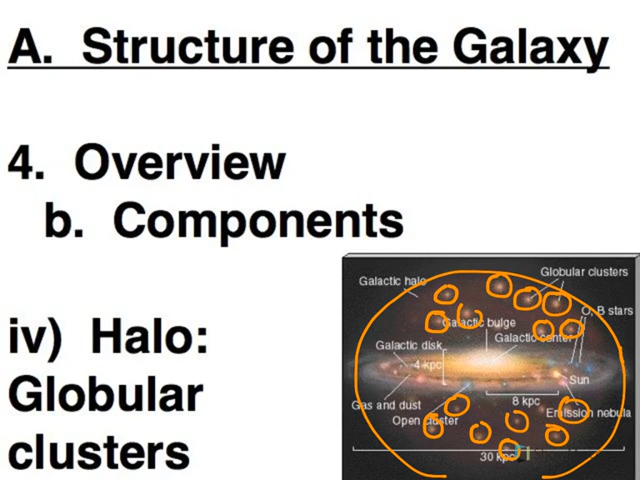 A. Structure of the Galaxy
4. Overview
b. Components
iv) Halo:
Globular
clusters
Globular clusters
Galactic halo
O, B stars
Galactic bulge
Galactic center
Galactic disk
4 kpc
Sun
8 kpc
Gas and dust
Emission nebula
Open cluster
30 kpc